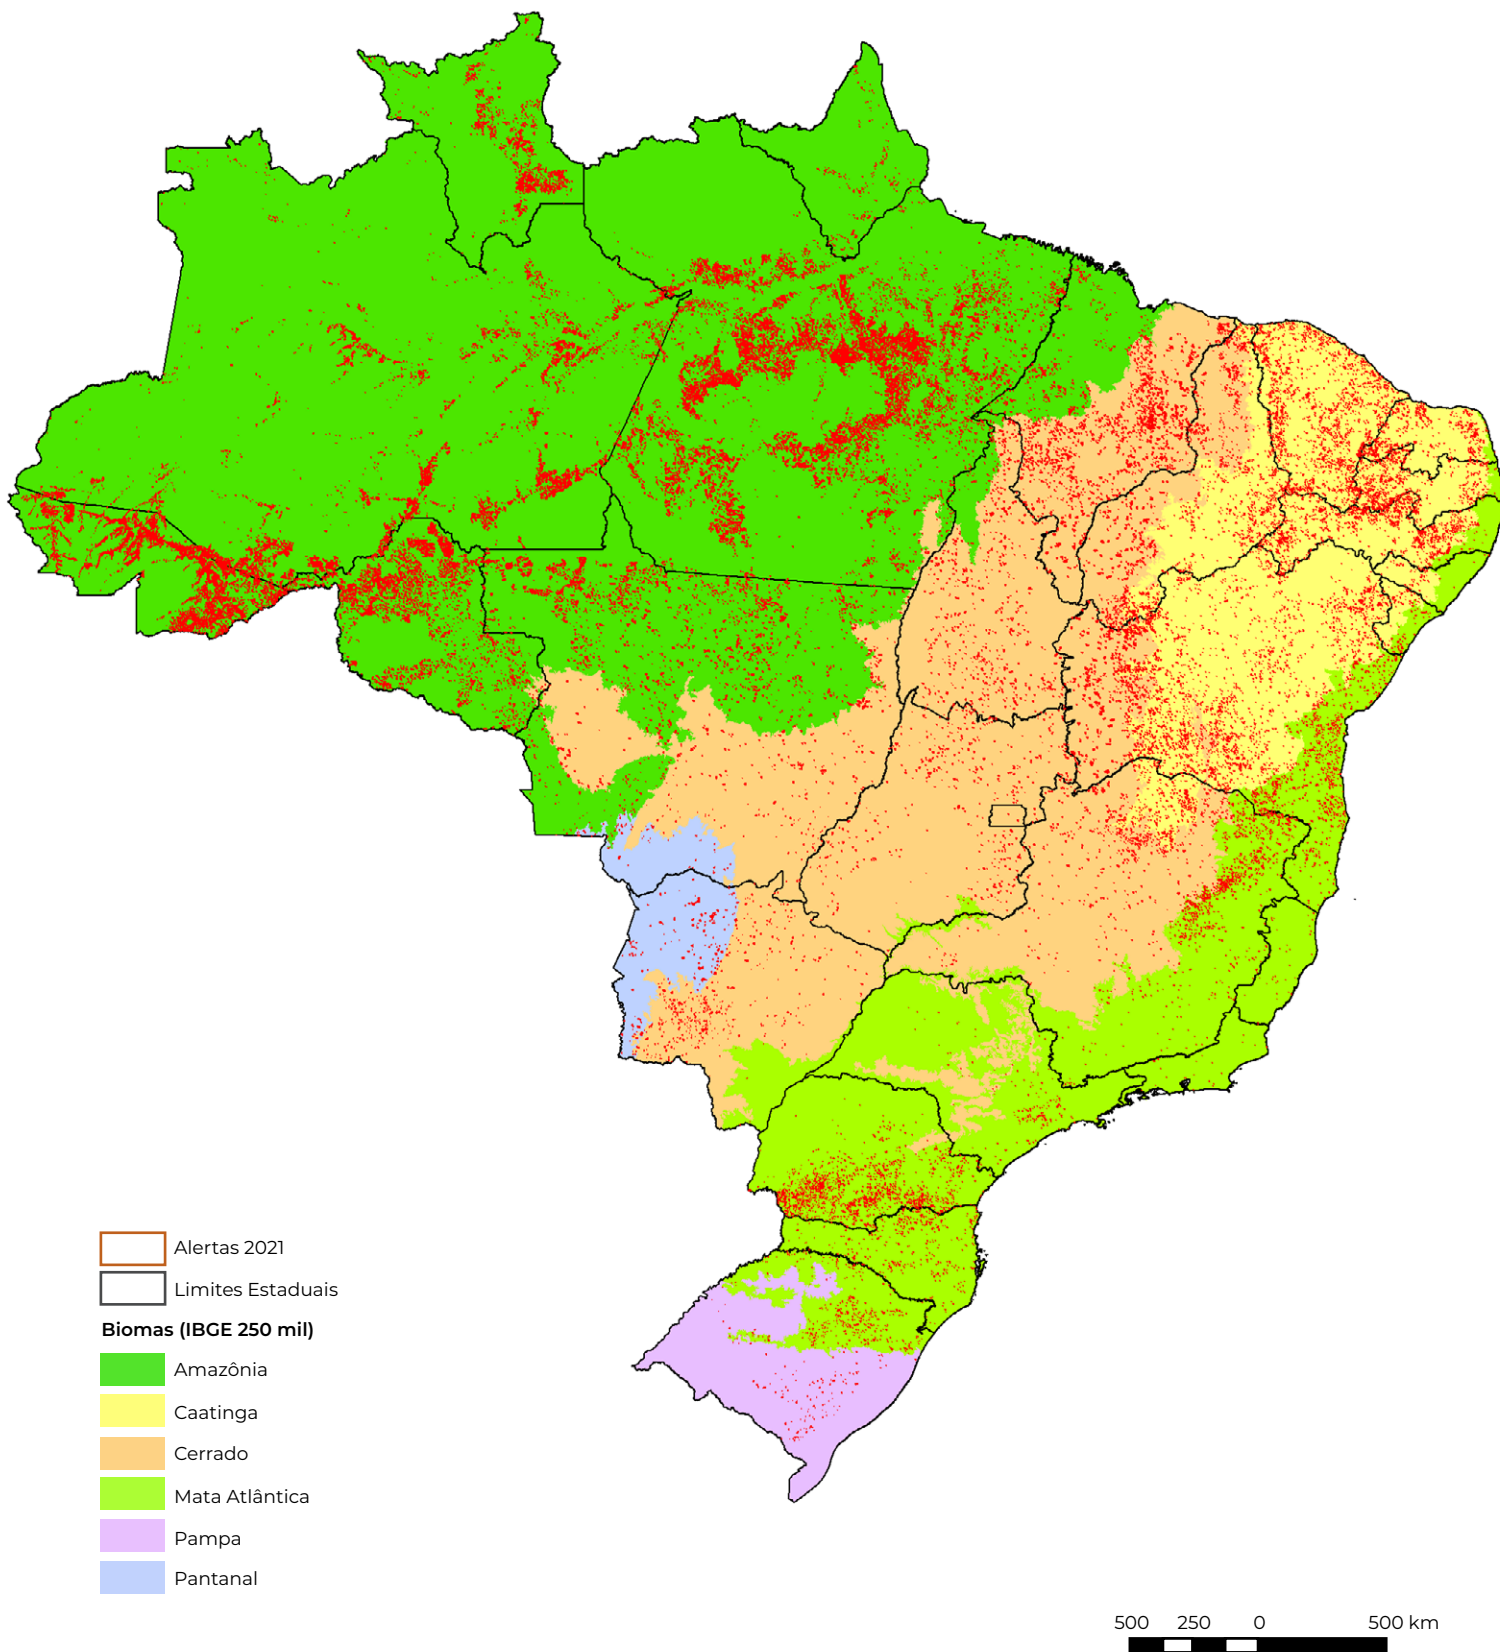 Alertas 2021
Limites Estaduais
Biomas (IBGE 250 mil)
Amazônia
Caatinga
Cerrado
Mata Atlântica
Pampa
Pantanal
500 250 0 500 km